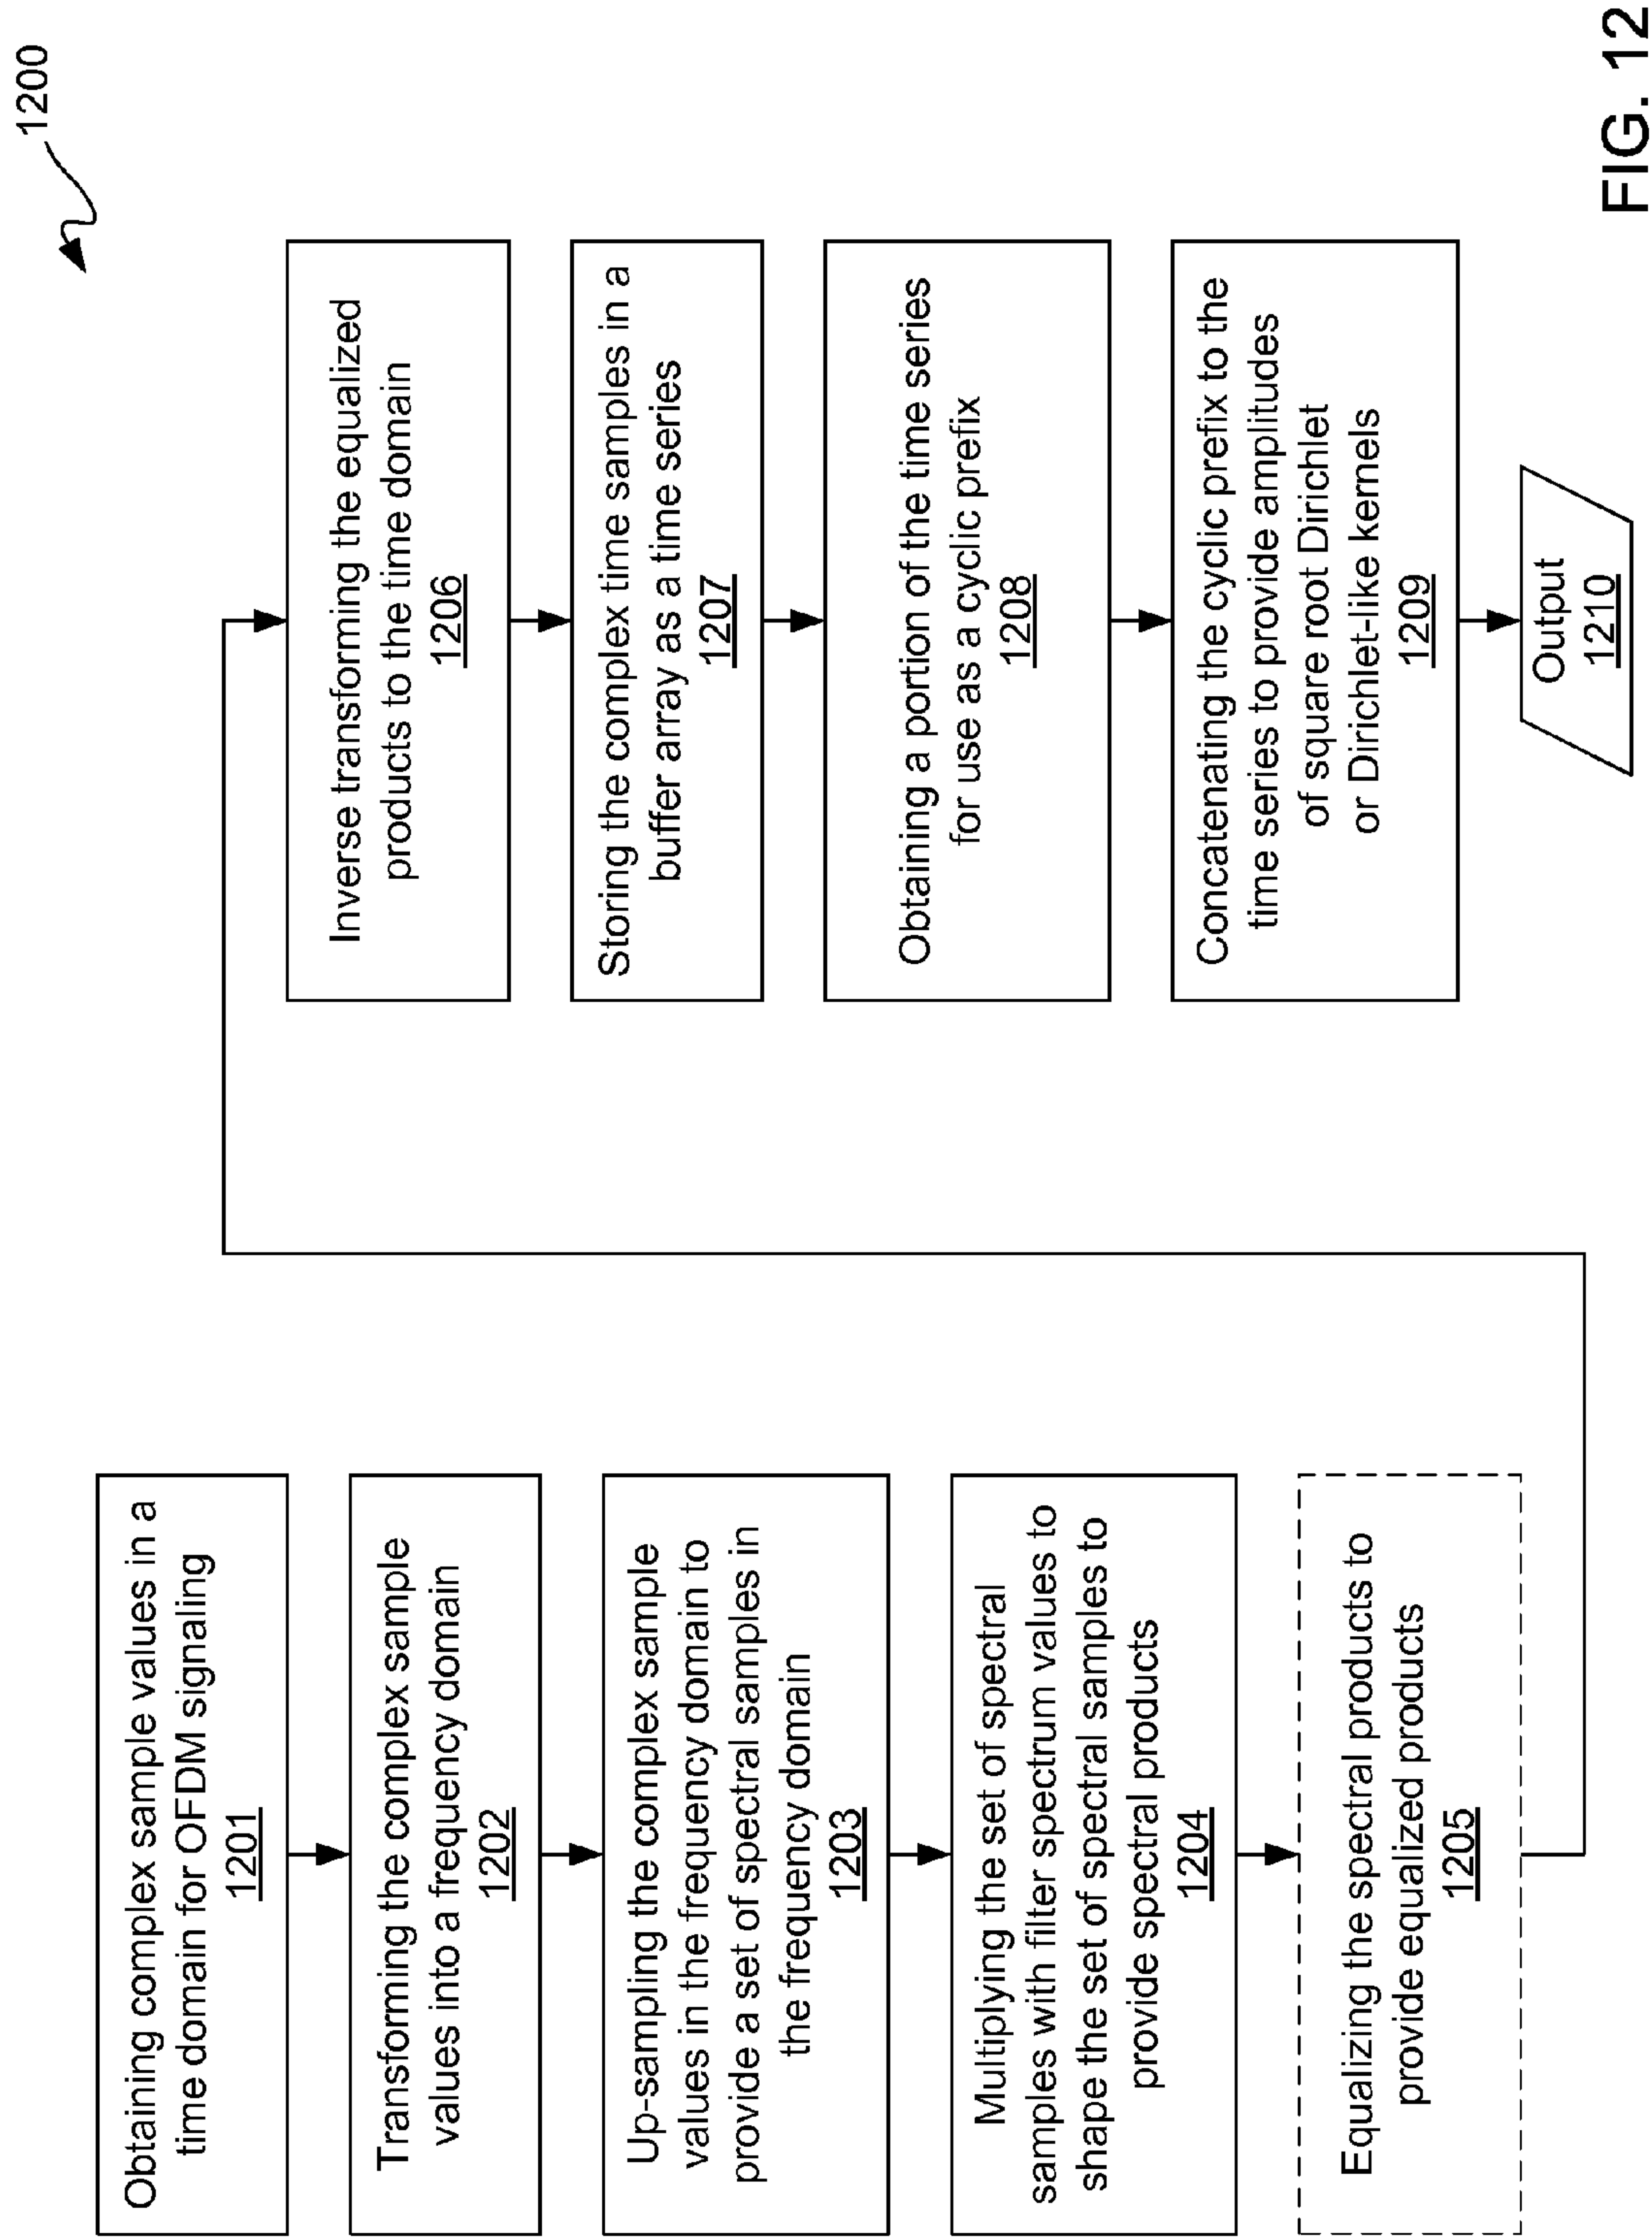 1200
Obtaining complex sample values in a
time domain for OFDM signaling
1201
Transforming the complex sample
values into a frequency domain
1202
Up-sampling the complex sample
values in the frequency domain to
provide a set of spectral samples in
the frequency domain
1203
Multiplying the set of spectral
samples with filter spectrum values to
shape the set of spectral samples to
provide spectral products
1204
Equalizing the spectral products to
provide equalized products
1205
Inverse transforming the equalized
products to the time domain
1206
Storing the complex time samples in a
buffer array as a time series
1207
Obtaining a portion of the time series
for use as a cyclic prefix
1208
Concatenating the cyclic prefix to the
time series to provide amplitudes
of square root Dirichlet
or Dirichlet-like kernels
1209
Output
1210
FIG. 12